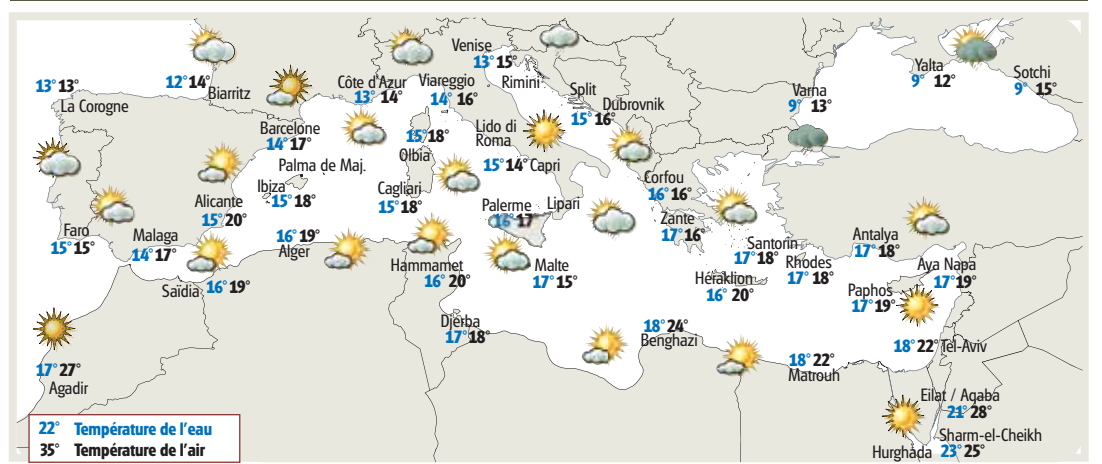 Venise
13° 15°
Rimini
13° 13°
La Corogne
12° 14°
Biarritz
Côte d'Azur
13° 14°
Viareggio
14° 16°
Split
15° 16°
Dubrovnik
Varna
9° 13°
Yalta
9° 12°
Sotchi
9° 15°
Barcelone
14° 17°
15° 18°
Olbia
Lido di
Roma
15° 14° Capri
Palma de Maj.
Ibiza
15° 18°
Alicante
15° 20°
Cagliari
15° 18°
Palerme
16° 17°
Lipari
Corfou
16° 16°
Zante
17° 16°
Faro
15° 15°
Malaga
14° 17°
16° 19°
Alger
Saïdia
16° 19°
Hammamet
16° 20°
Malte
17° 15°
Santorin
17° 18°
Rhodes
17° 18°
Héraklion
16° 20°
Antalya
17° 18°
Aya Napa
17° 19°
Paphos
17° 19°
Djerba
17° 18°
18° 24°
Benghazi
18° 22°
Matrouh
18° 22° Tel-Aviv
17° 27°
Agadir
Eilat / Aqaba
21° 28°
Sharm-el-Cheikh
Hurghada 23° 25°
22° Température de l'eau
35° Température de l'air